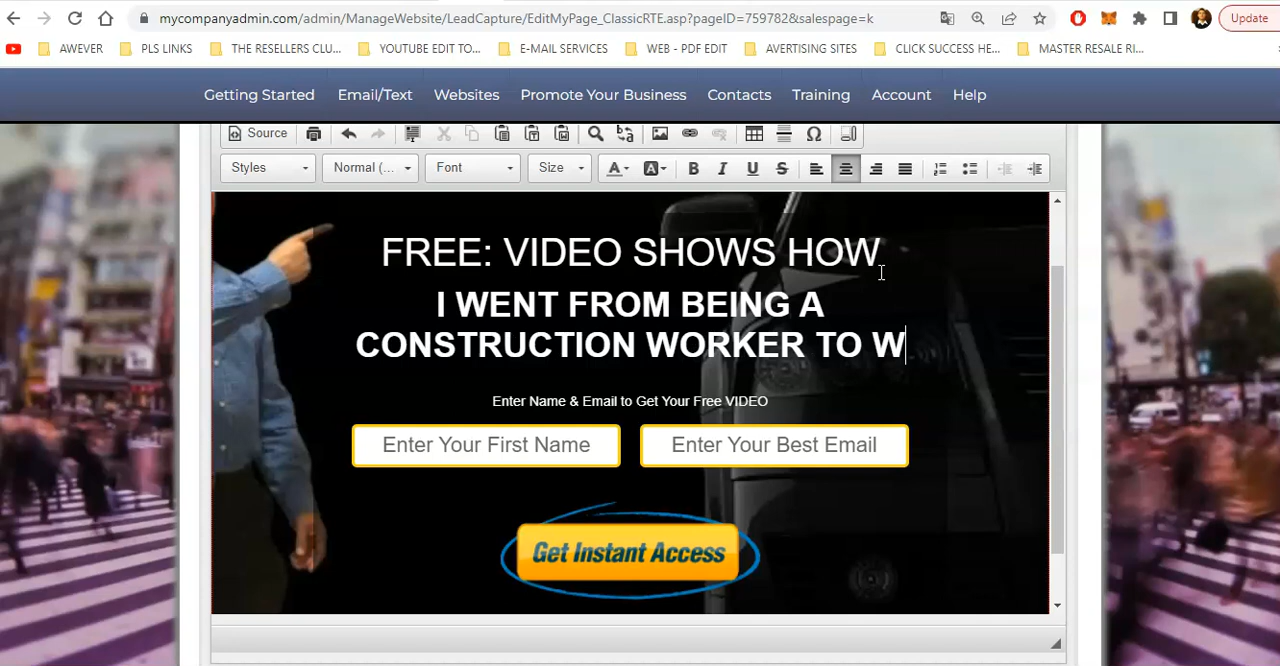 mycompanyadmin.com/admin/ManageWebsite/LeadCapture/EditMyPage_ClassicRTE.asp?pageID=759782&salespage=k
Update
AWEVER PLS LINKS THE RESELLERS CLU... YOUTUBE EDIT TO... E-MAIL SERVICES WEB - PDF EDIT AVERTISING SITES CLICK SUCCESS HE... MASTER RESALE RI...
Getting Started Email/Text Websites Promote Your Business Contacts Training Account Help
Source
Styles Normal (... Font Size A A B I U S
FREE: VIDEO SHOWS HOW
I WENT FROM BEING A
CONSTRUCTION WORKER TO W
Enter Name & Email to Get Your Free VIDEO
Enter Your First Name Enter Your Best Email
Get Instant Access